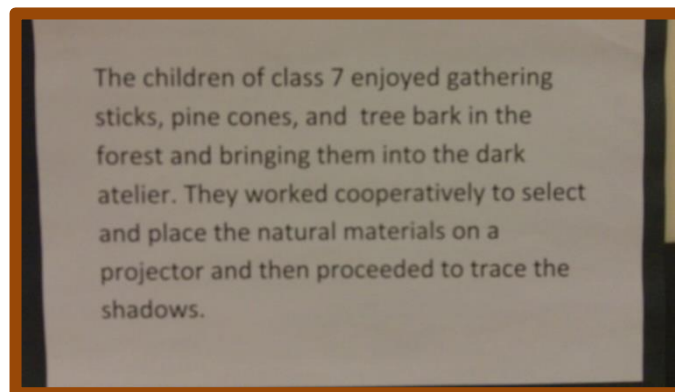 The children of class 7 enjoyed gathering
sticks, pine cones, and tree bark in the
forest and bringing them into the dark
atelier. They worked cooperatively to select
and place the natural materials on a
projector and then proceeded to trace the
shadows.